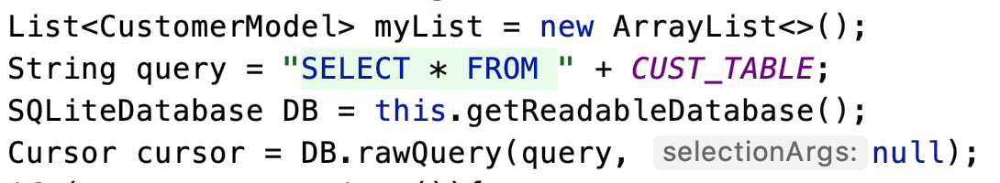 List<CustomerModel> myList = new ArrayList<>();
String query = "SELECT * FROM " + CUST_TABLE;
SQLiteDatabase DB = this.getReadableDatabase();
Cursor cursor = DB.rawQuery(query, selectionArgs: null);